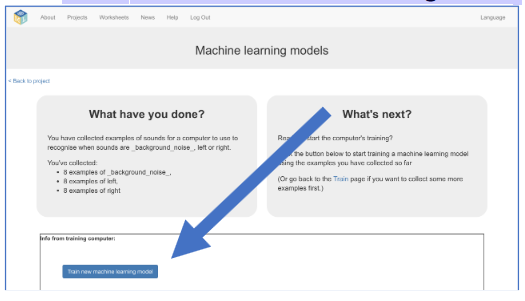 About Projects Worksheets News Help Log Out Language
Machine learning models
< Back to project
What have you done?
You have collected examples of sounds for a computer to use to
recognise when sounds are _background_noise_, left or right.
You've collected:
• 8 examples of _background_noise_,
• 8 examples of left,
• 8 examples of right
What's next?
start the computer's training?
the button below to start training a machine learning model
using the examples you have collected so far
(Or go back to the Train page if you want to collect some more
examples first.)
Info from training computer:
Train new machine learning model